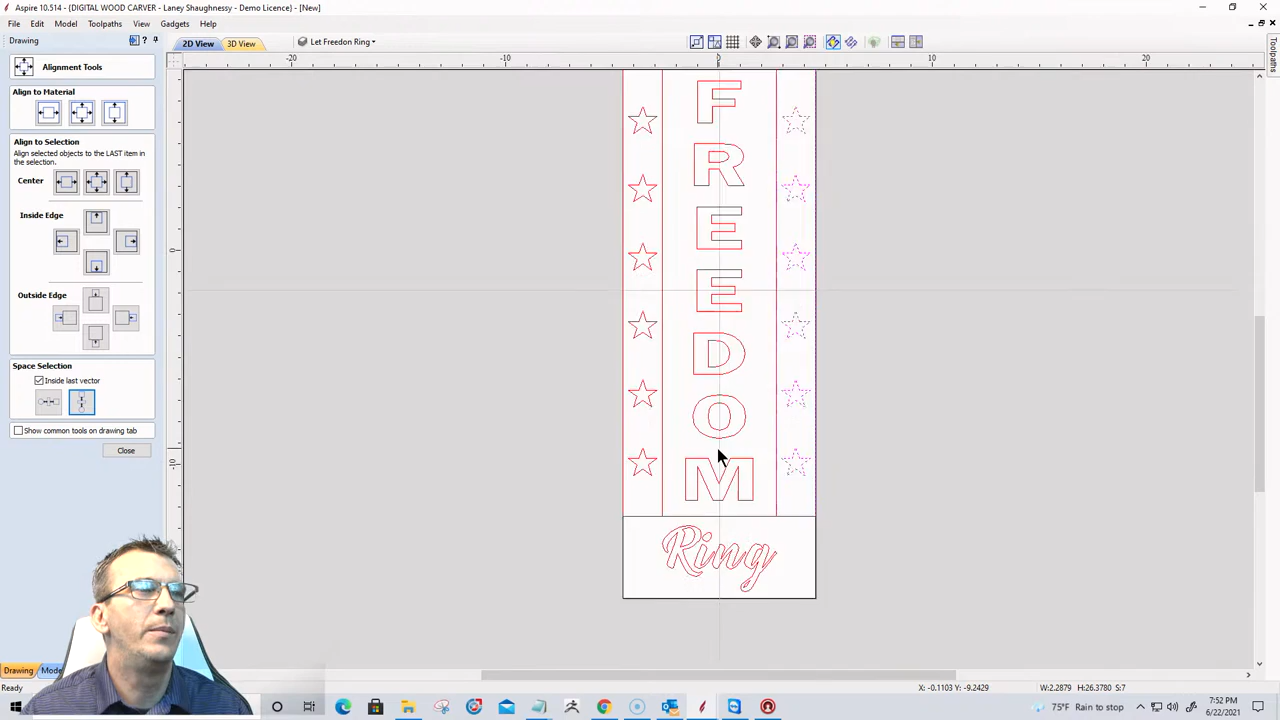 Aspire 10.514 - {DIGITAL WOOD CARVER - Laney Shaughnessy - Demo Licence} - [New]
File Edit Model Toolpaths View Gadgets Help
Drawing
2D View 3D View Let Freedon Ring
Alignment Tools
Align to Material
Align to Selection
Align selected objects to the LAST item in
the selection.
Center
Inside Edge
Outside Edge
Space Selection
Inside last vector
Show common tools on drawing tab
Close
-20
-10
0
10
20
0
-10
F
R
E
E
D
O
M
Ring
Toolpaths
Drawing
Ready
X: -0.1103 Y: -9.2429
W:2.2879 H:26.3780 S:7
75°F Rain to stop
7:52 PM
6/22/2021